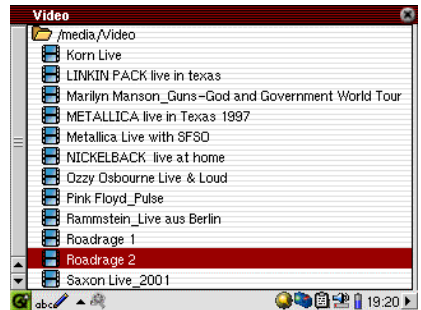 Video
/media/Video
Korn Live
LINKIN PACK live in texas
Marilyn Manson_Guns-God and Government World Tour
METALLICA live in Texas 1997
Metallica Live with SFSO
NICKELBACK  live at home
Ozzy Osbourne Live & Loud
Pink Floyd_Pulse
Rammstein_Live aus Berlin
Roadrage 1
Roadrage 2
Saxon Live_2001
abc 19:20